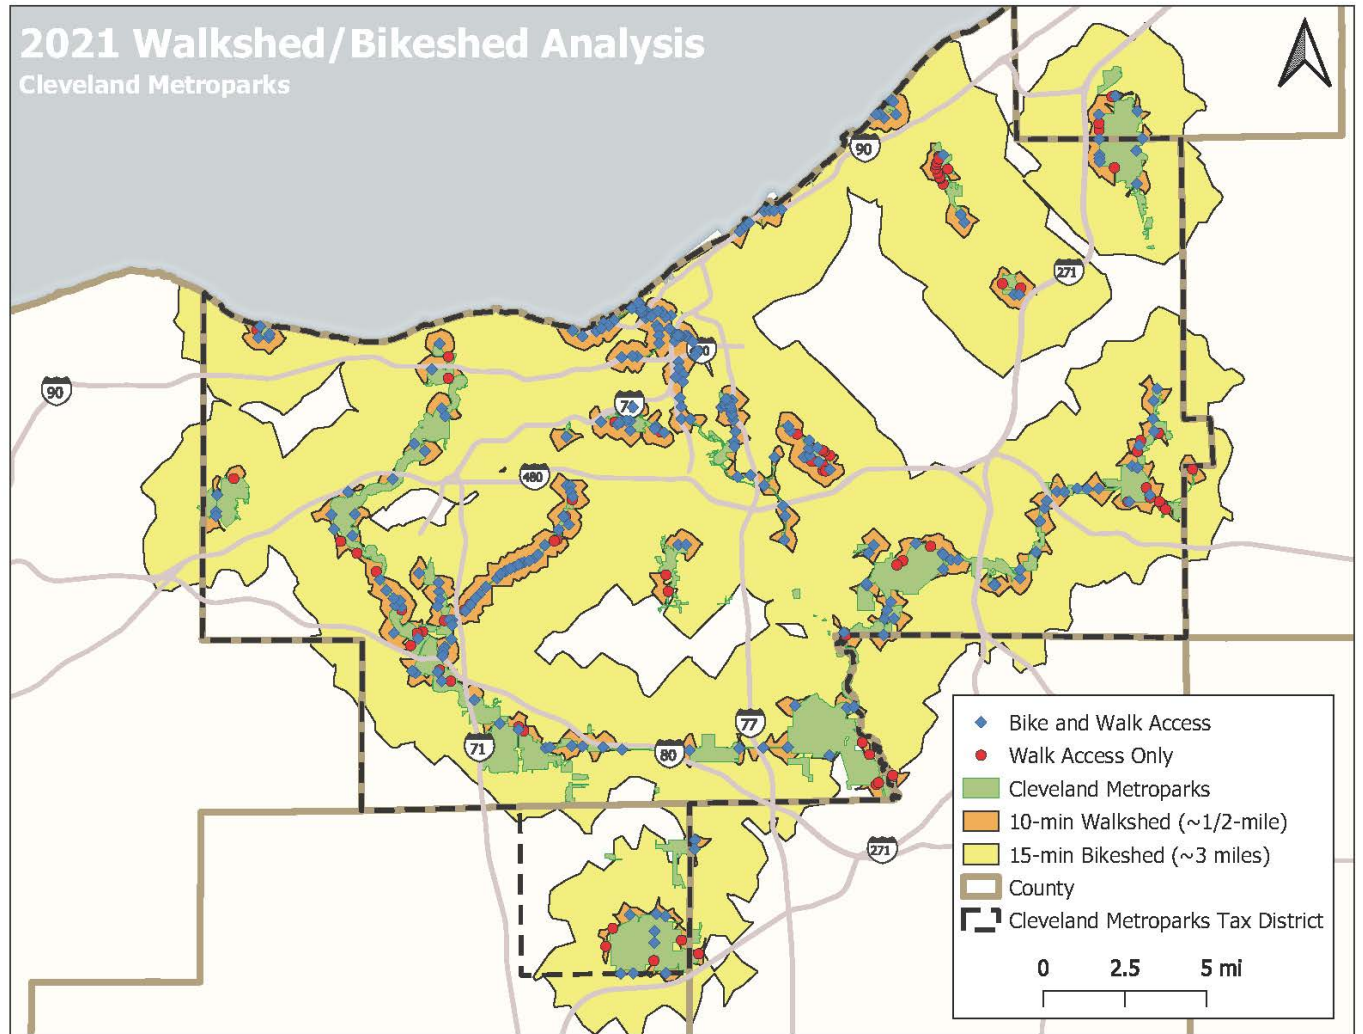 2021 Walkshed/Bikeshed Analysis
Cleveland Metroparks
90
271
90
480
71
77
80
271
Bike and Walk Access
Walk Access Only
Cleveland Metroparks
10-min Walkshed (~1/2-mile)
15-min Bikeshed (~3 miles)
County
Cleveland Metroparks Tax District
0 2.5 5 mi